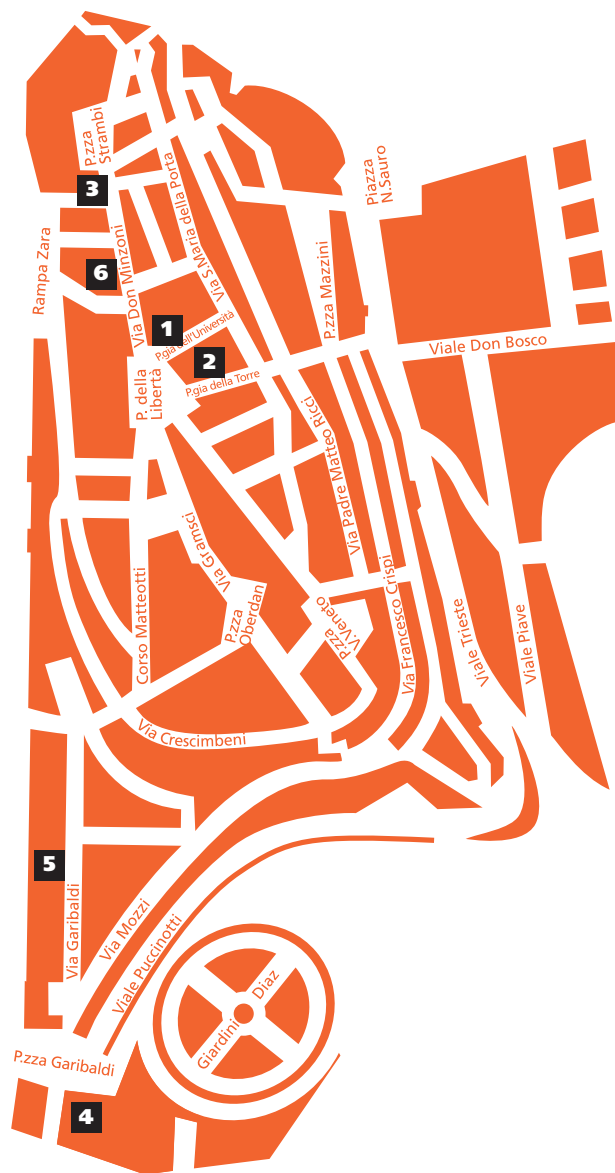 P.zza
Strambi
Piazza
N.Sauro
3
Via S.Maria della Porta
Rampa Zara
6
Via Don Minzoni
P.zza Mazzini
1
P.gia dell'Università
2
Viale Don Bosco
P.gia della Torre
P. della
Libertà
Via Padre Matteo Ricci
Via Gramsci
Corso Matteotti
P.zza
Oberdan
P.zza
V.Veneto
Via Francesco Crispi
Viale Trieste
Viale Piave
Via Crescimbeni
5
Via Garibaldi
Via Mozzi
Viale Puccinotti
Giardini Diaz
P.zza Garibaldi
4